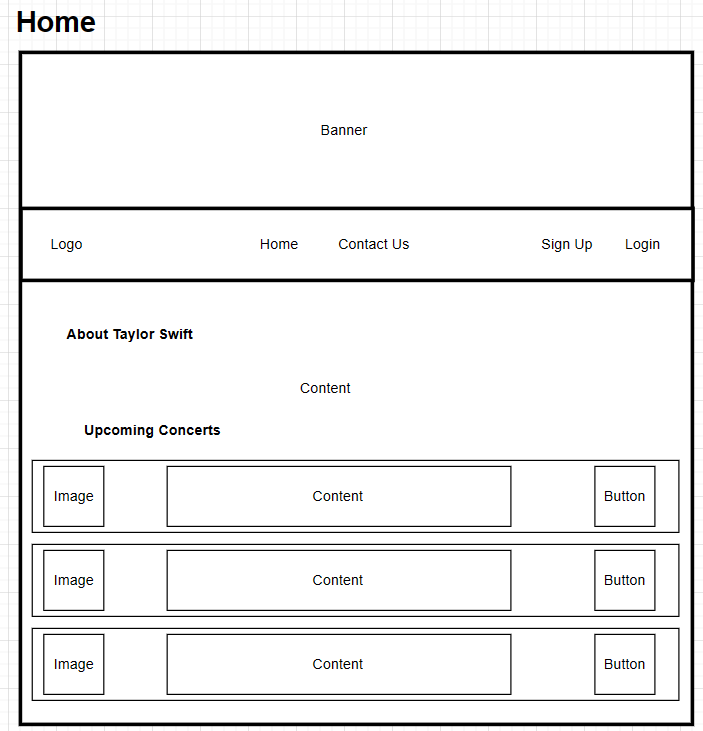 Home
Banner
Logo Home Contact Us Sign Up Login
About Taylor Swift
Content
Upcoming Concerts
Image Content Button
Image Content Button
Image Content Button